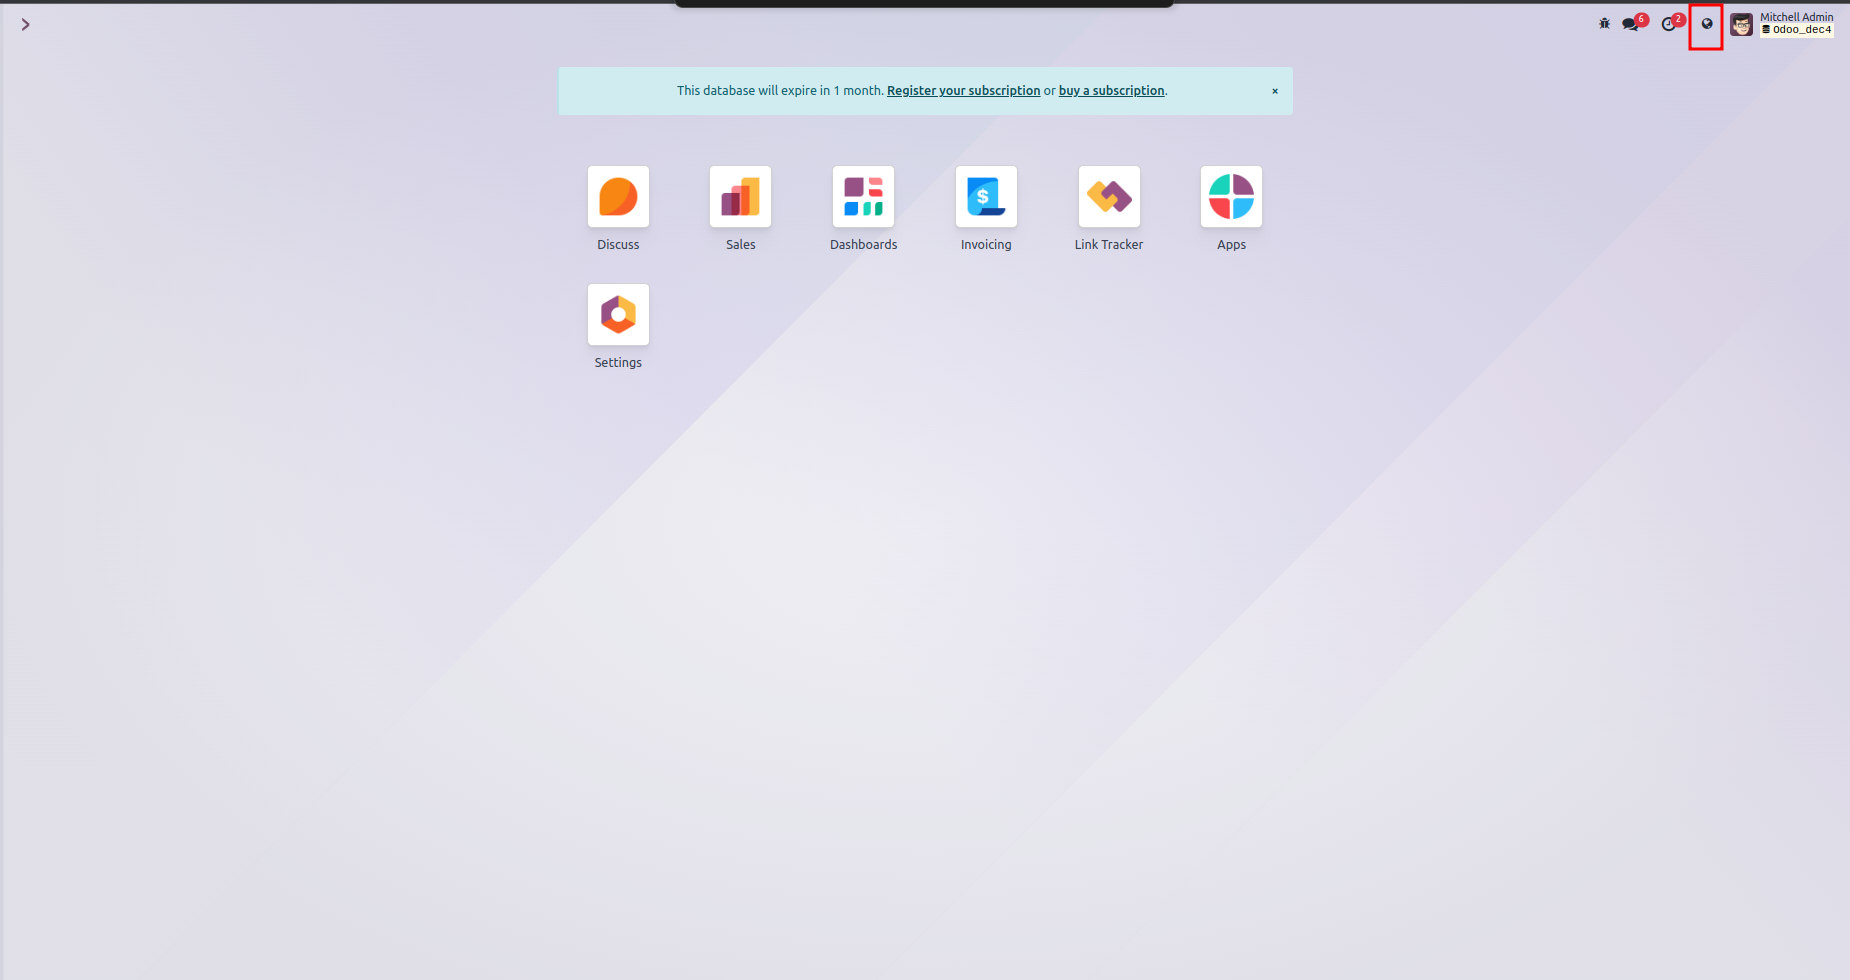 6
2
Mitchell Admin
Odoo_dec4
This database will expire in 1 month. Register your subscription or buy a subscription.
×
Discuss
Sales
Dashboards
Invoicing
Link Tracker
Apps
Settings